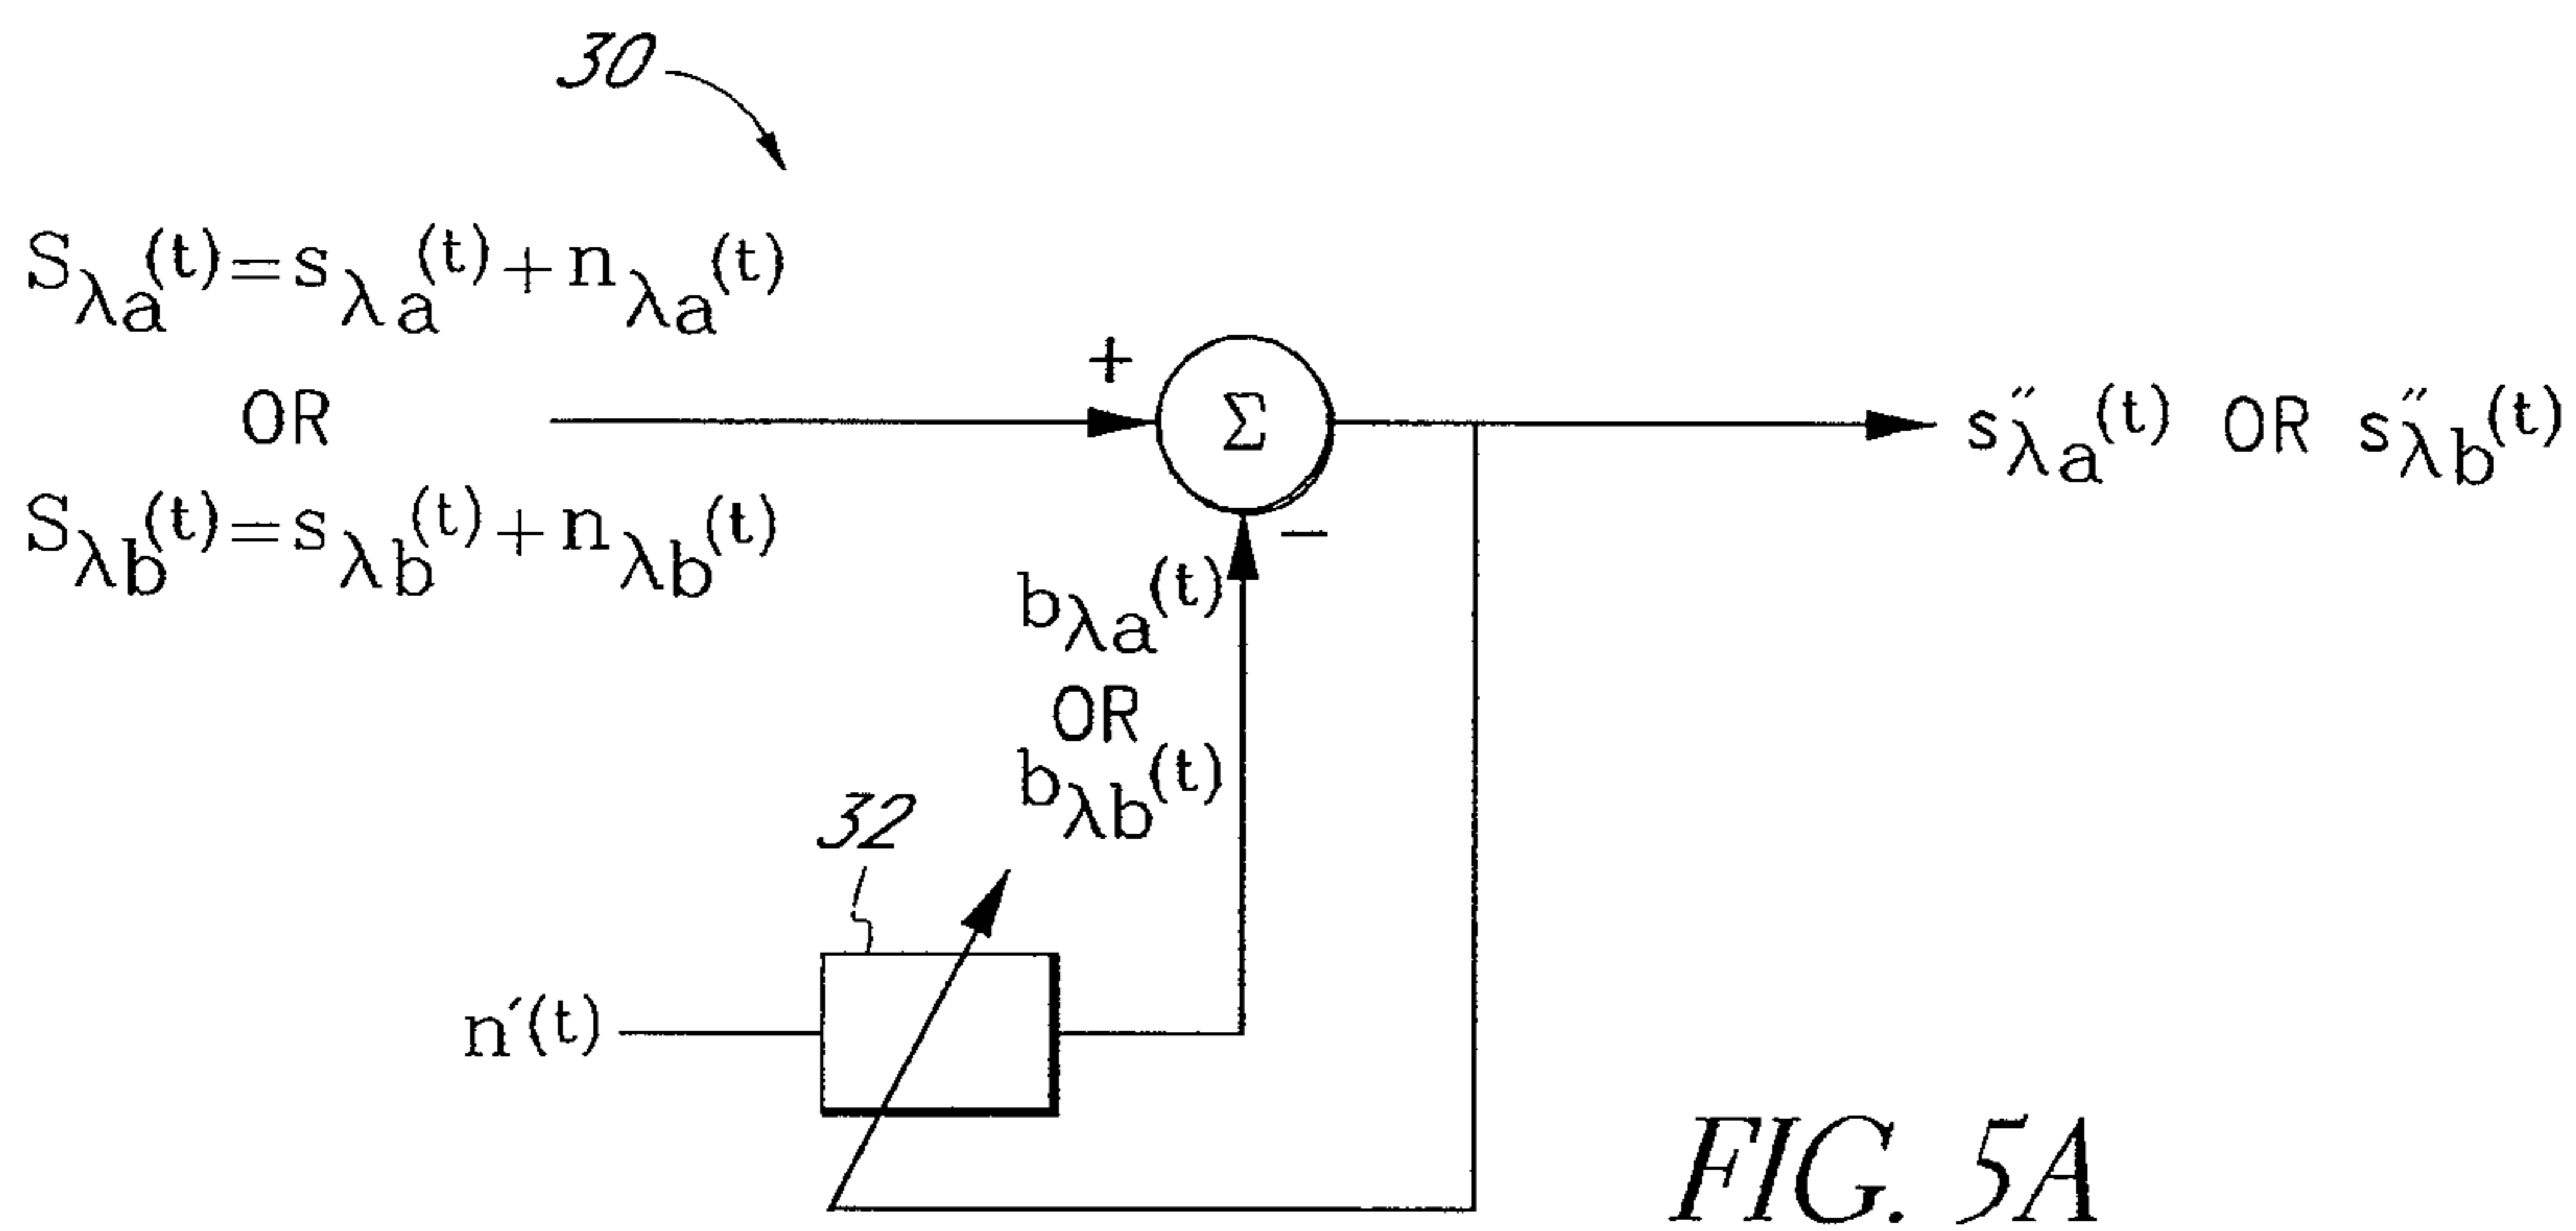 30
Sλa(t)=sλa(t)+nλa(t)
OR
Sλb(t)=sλb(t)+nλb(t)
+
Σ
−
s″λa(t) OR s″λb(t)
bλa(t)
OR
bλb(t)
32
n′(t)
FIG. 5A